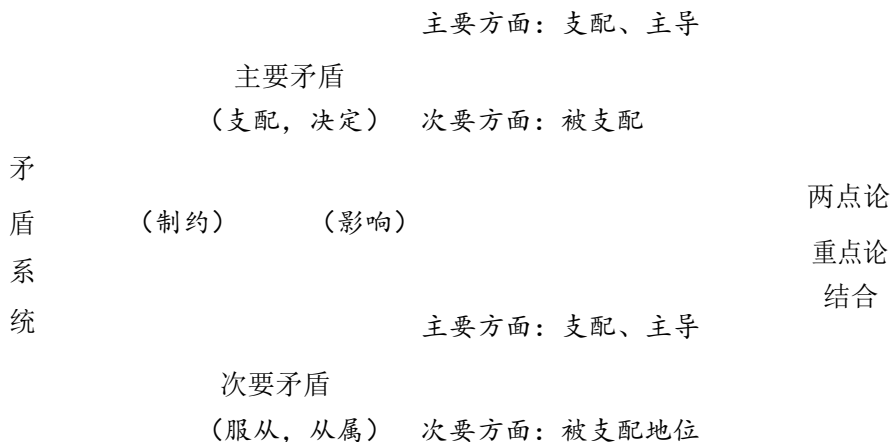 主要方面：支配、主导
主要矛盾
（支配，决定） 次要方面：被支配
矛
盾
系
统
（制约） （影响）
两点论
重点论
结合
主要方面：支配、主导
次要矛盾
（服从，从属） 次要方面：被支配地位